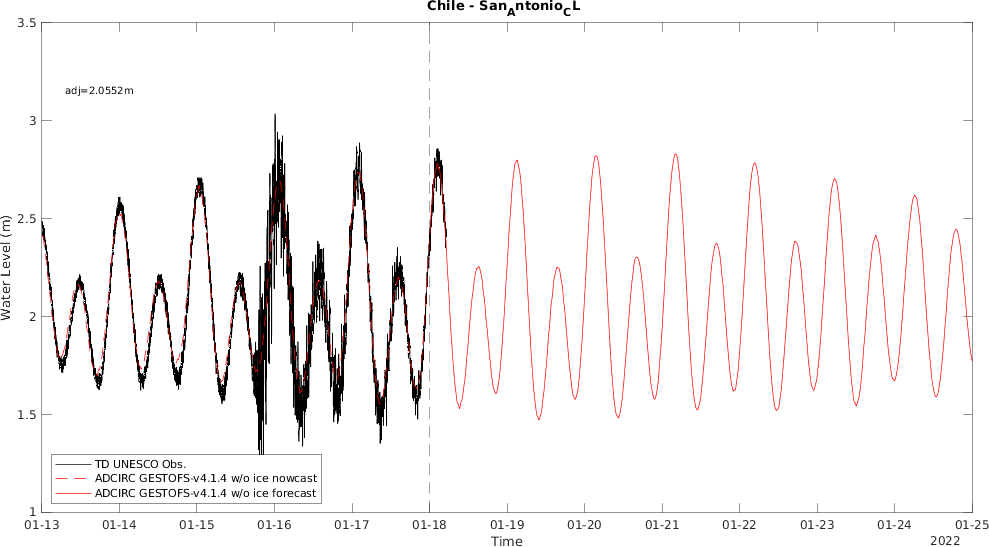 Chile - San_Antonio_CL
3.5
adj=2.0552m
3
2.5
Water Level (m)
2
1.5
TD UNESCO Obs.
ADCIRC GESTOFS-v4.1.4 w/o ice nowcast
ADCIRC GESTOFS-v4.1.4 w/o ice forecast
1
01-13 01-14 01-15 01-16 01-17 01-18 01-19 01-20 01-21 01-22 01-23 01-24 01-25
Time
2022